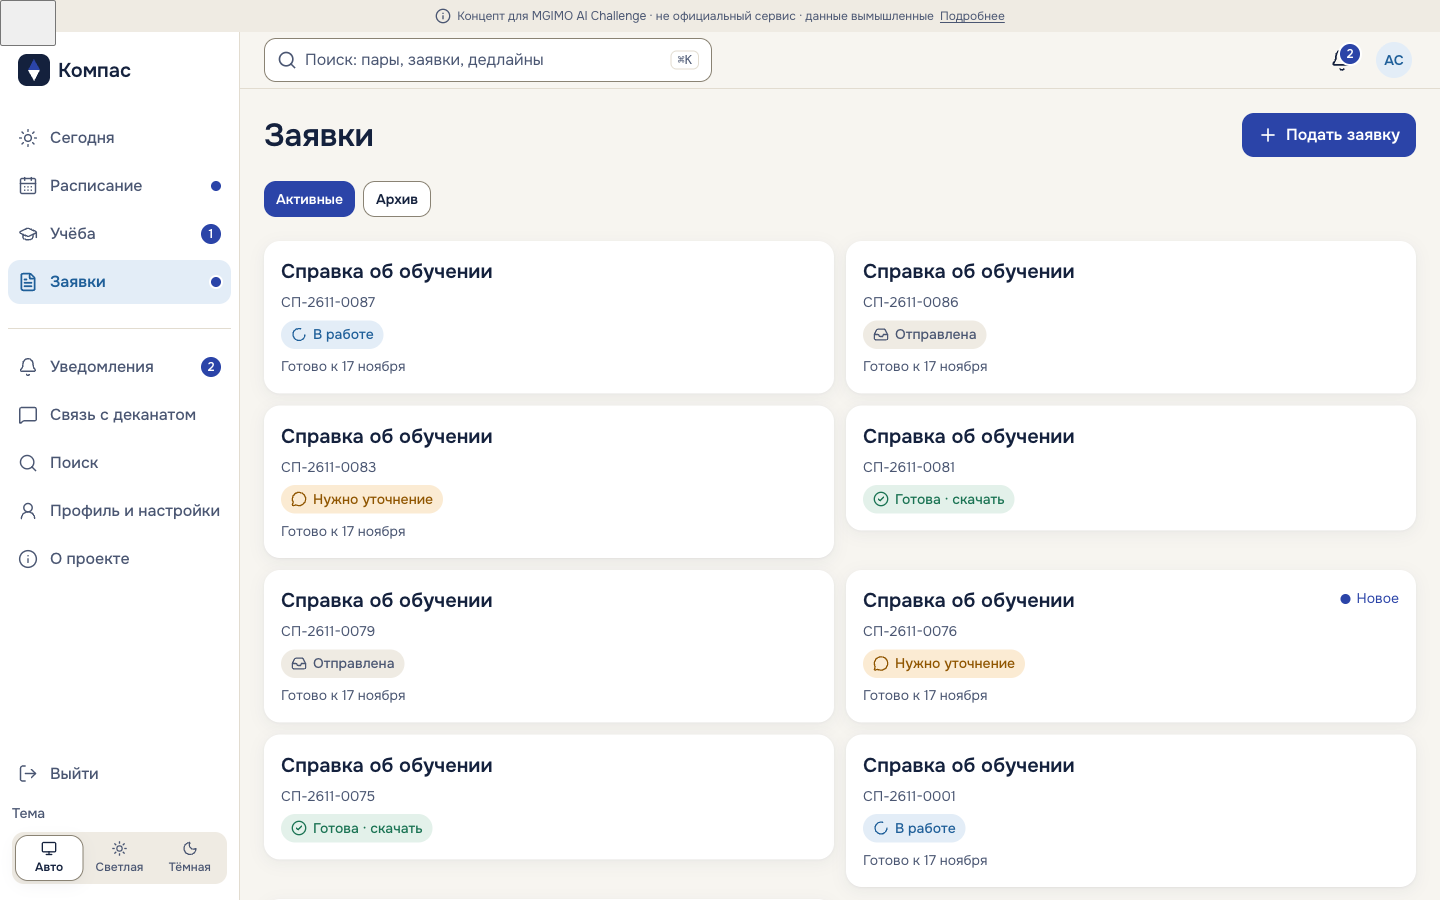 Концепт для MGIMO AI Challenge · не официальный сервис · данные вымышленные Подробнее
Компас
Поиск: пары, заявки, дедлайны
⌘K
2
АС
Сегодня
Расписание
Учёба
1
Заявки
Уведомления
2
Связь с деканатом
Поиск
Профиль и настройки
О проекте
Выйти
Тема
Авто
Светлая
Тёмная
Заявки
Подать заявку
Активные
Архив
Справка об обучении
СП-2611-0087
В работе
Готово к 17 ноября
Справка об обучении
СП-2611-0086
Отправлена
Готово к 17 ноября
Справка об обучении
СП-2611-0083
Нужно уточнение
Готово к 17 ноября
Справка об обучении
СП-2611-0081
Готова · скачать
Справка об обучении
СП-2611-0079
Отправлена
Готово к 17 ноября
Справка об обучении
Новое
СП-2611-0076
Нужно уточнение
Готово к 17 ноября
Справка об обучении
СП-2611-0075
Готова · скачать
Справка об обучении
СП-2611-0001
В работе
Готово к 17 ноября